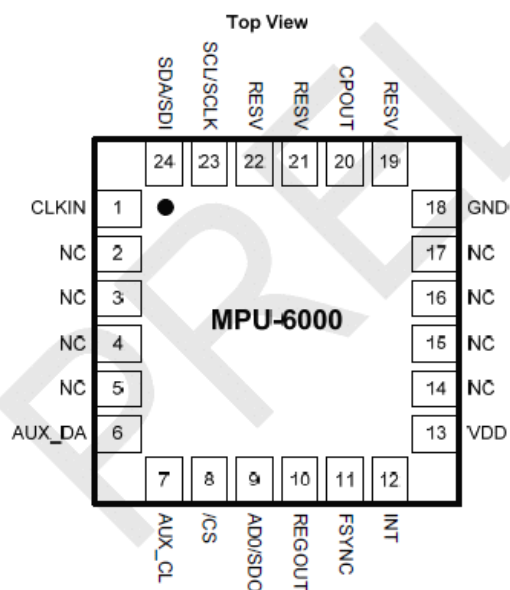 Top View
SDA/SDI
SCL/SCLK
RESV
RESV
CPOUT
RESV
24 23 22 21 20 19
CLKIN 1 18 GND
NC 2 17 NC
NC 3 16 NC
MPU-6000
NC 4 15 NC
NC 5 14 NC
AUX_DA 6 13 VDD
7 8 9 10 11 12
AUX_CL
/CS
AD0/SDO
REGOUT
FSYNC
INT
PREL